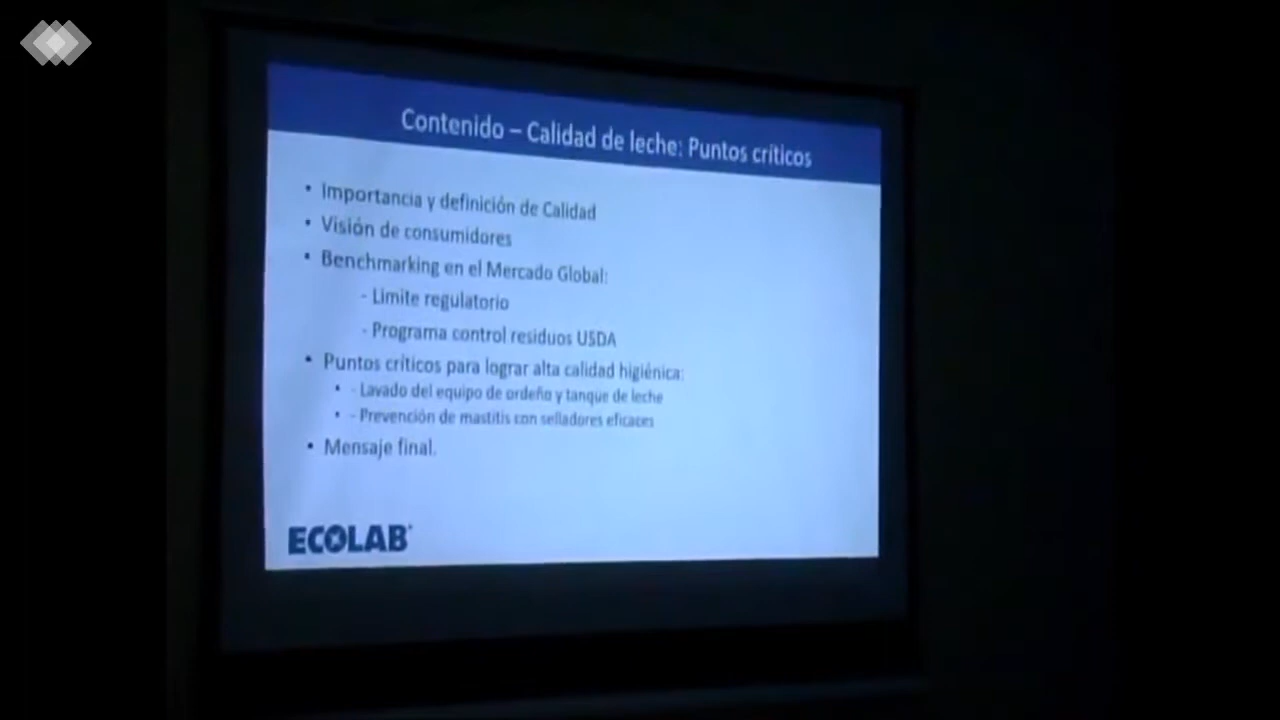 Contenido – Calidad de leche: Puntos críticos
• Importancia y definición de Calidad
• Visión de consumidores
• Benchmarking en el Mercado Global:
- Limite regulatorio
- Programa control residuos USDA
• Puntos críticos para lograr alta calidad higiénica:
• - Lavado del equipo de ordeño y tanque de leche
• - Prevención de mastitis con selladores eficaces
• Mensaje final.
ECOLAB